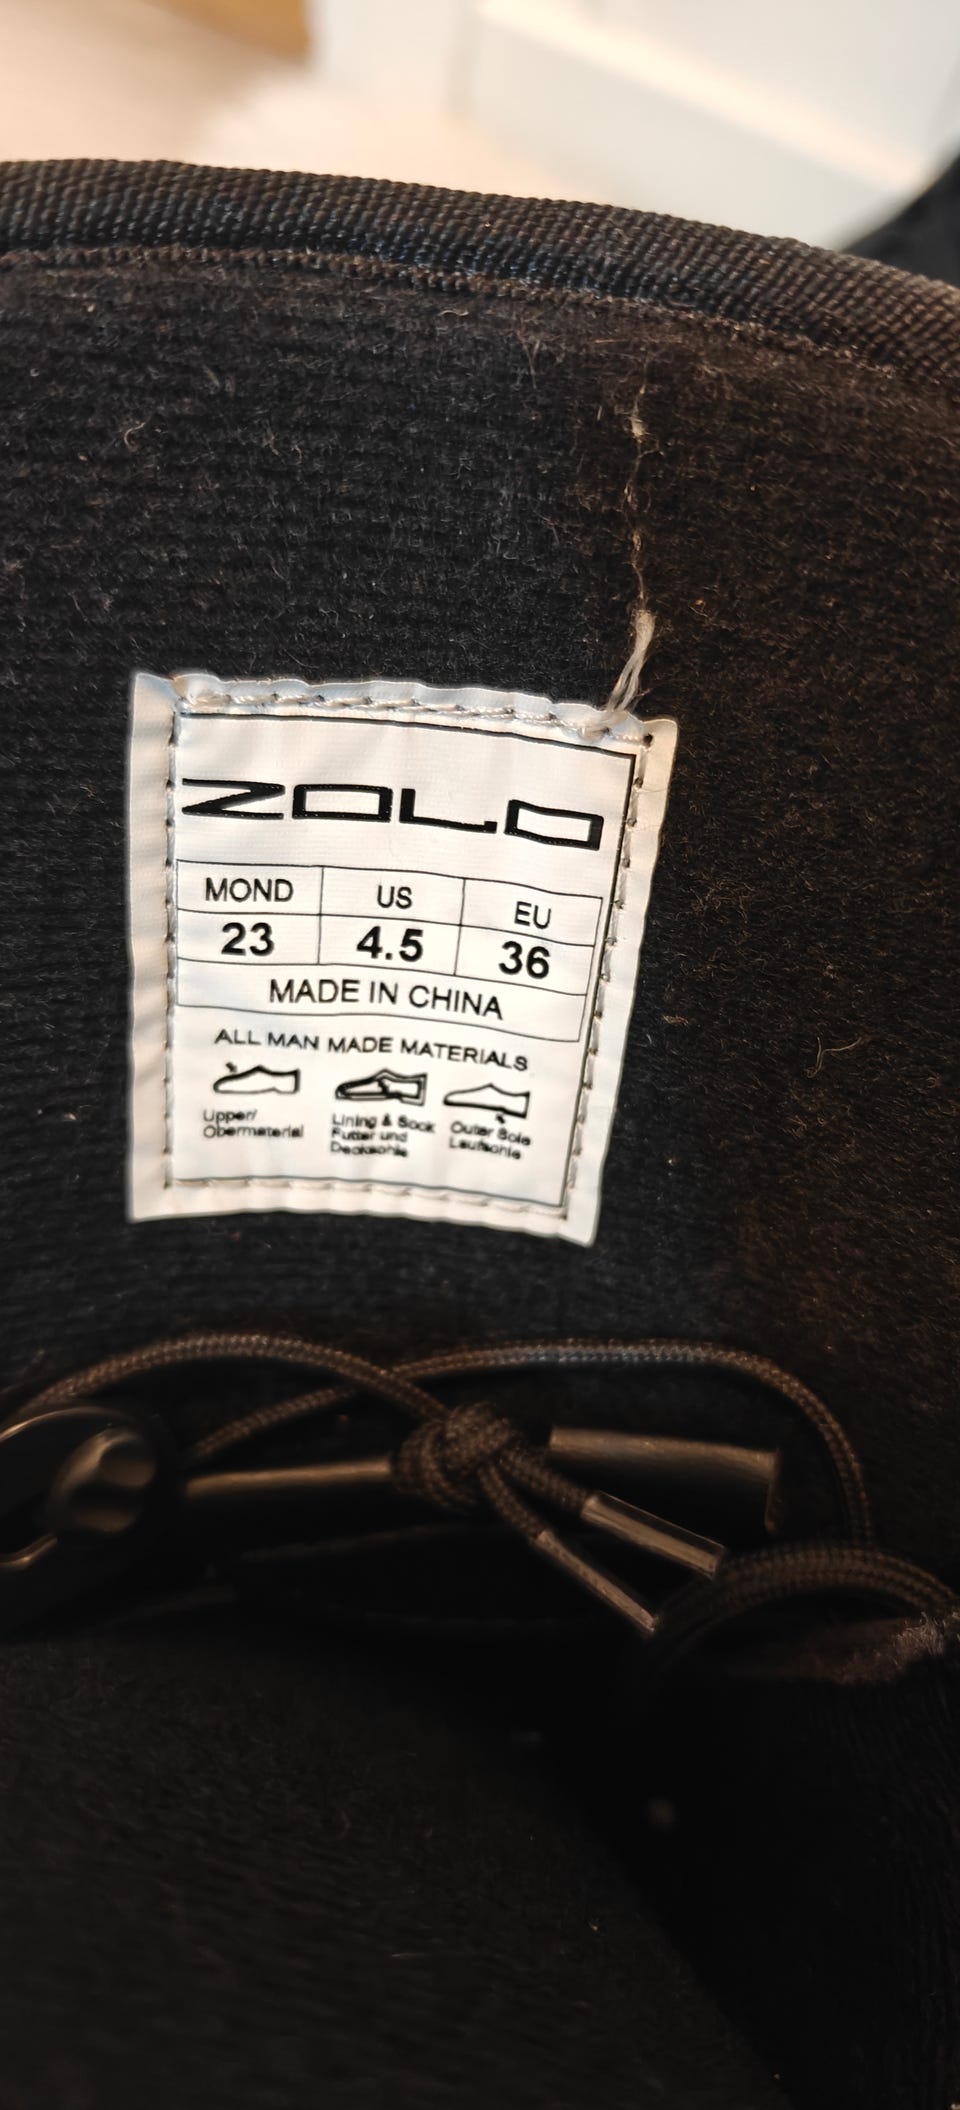 ZOLO
MOND US EU
23 4.5 36
MADE IN CHINA
ALL MAN MADE MATERIALS
Upper/ Lining & Sock Outer Sole
Obermaterial Futter und Laufsohle
Decksohle